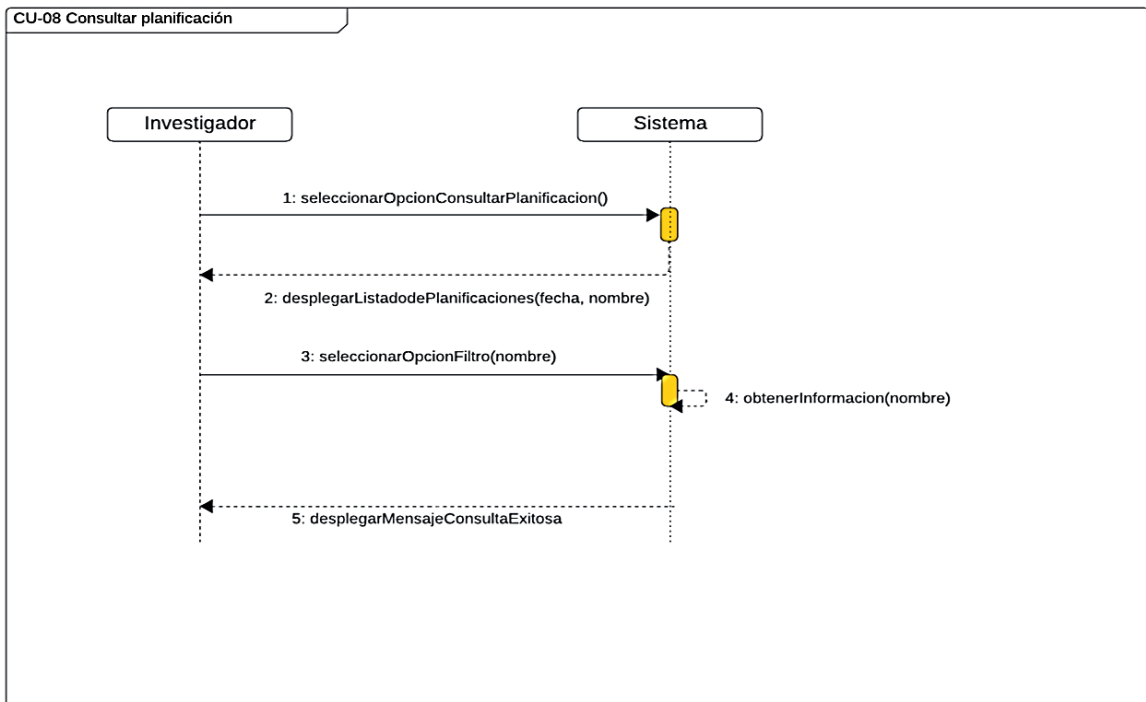 CU-08 Consultar planificación
Investigador
Sistema
1: seleccionarOpcionConsultarPlanificacion()
2: desplegarListadodePlanificaciones(fecha, nombre)
3: seleccionarOpcionFiltro(nombre)
4: obtenerInformacion(nombre)
5: desplegarMensajeConsultaExitosa